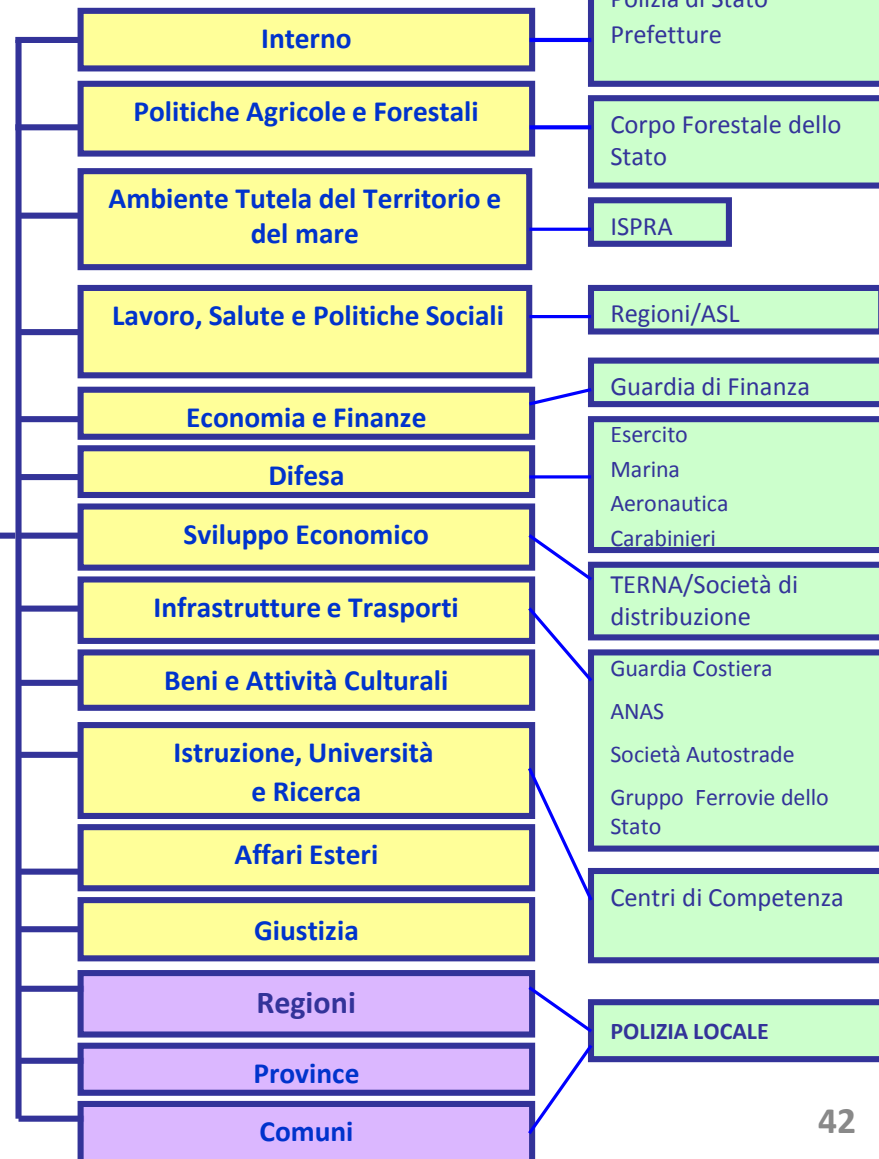 Polizia di Stato
Interno
Prefetture
Politiche Agricole e Forestali
Corpo Forestale dello
Stato
Ambiente Tutela del Territorio e
del mare
ISPRA
Lavoro, Salute e Politiche Sociali
Regioni/ASL
Economia e Finanze
Guardia di Finanza
Difesa
Esercito
Marina
Aeronautica
Carabinieri
Sviluppo Economico
TERNA/Società di
distribuzione
Infrastrutture e Trasporti
Guardia Costiera
ANAS
Società Autostrade
Gruppo Ferrovie dello
Stato
Beni e Attività Culturali
Istruzione, Università
e Ricerca
Centri di Competenza
Affari Esteri
Giustizia
Regioni
POLIZIA LOCALE
Province
Comuni
42